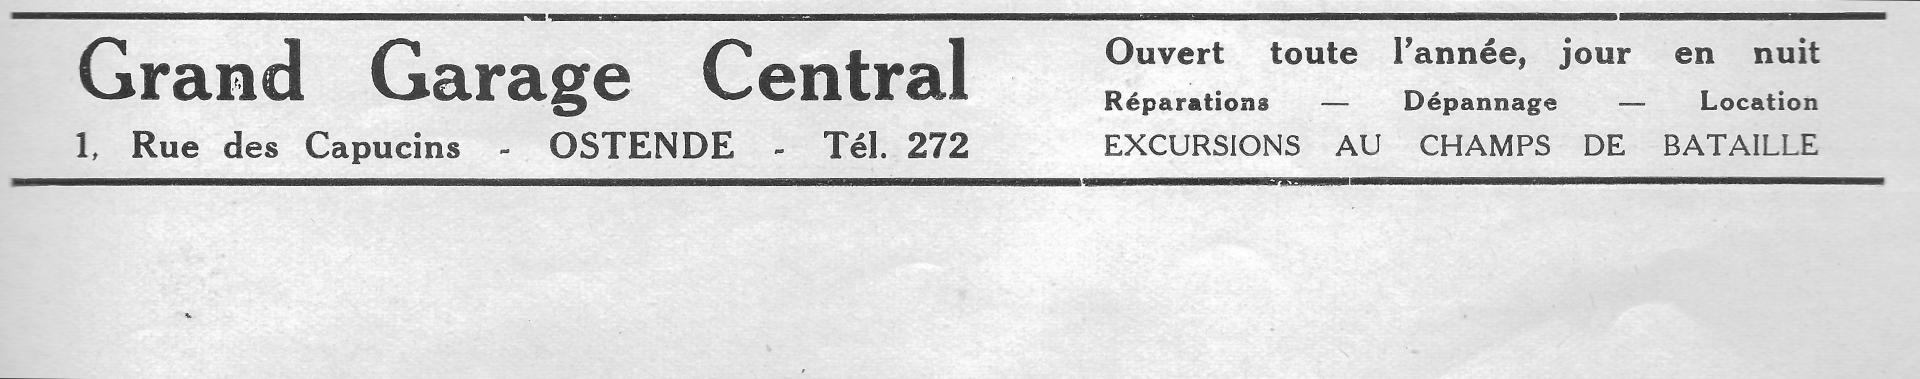 Grand Garage Central
1, Rue des Capucins - OSTENDE - Tél. 272
Ouvert toute l'année, jour en nuit
Réparations — Dépannage — Location
EXCURSIONS AU CHAMPS DE BATAILLE